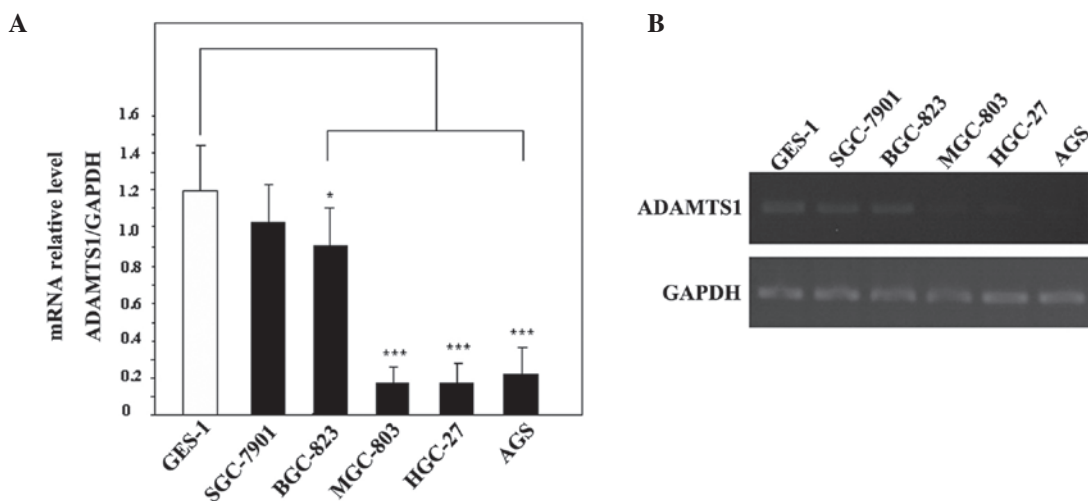 A
mRNA relative level
ADAMTS1/GAPDH
1.6
1.4
1.2
1.0
0.8
0.6
0.4
0.2
0
*
***
***
***
GES-1
SGC-7901
BGC-823
MGC-803
HGC-27
AGS
B
GES-1
SGC-7901
BGC-823
MGC-803
HGC-27
AGS
ADAMTS1
GAPDH